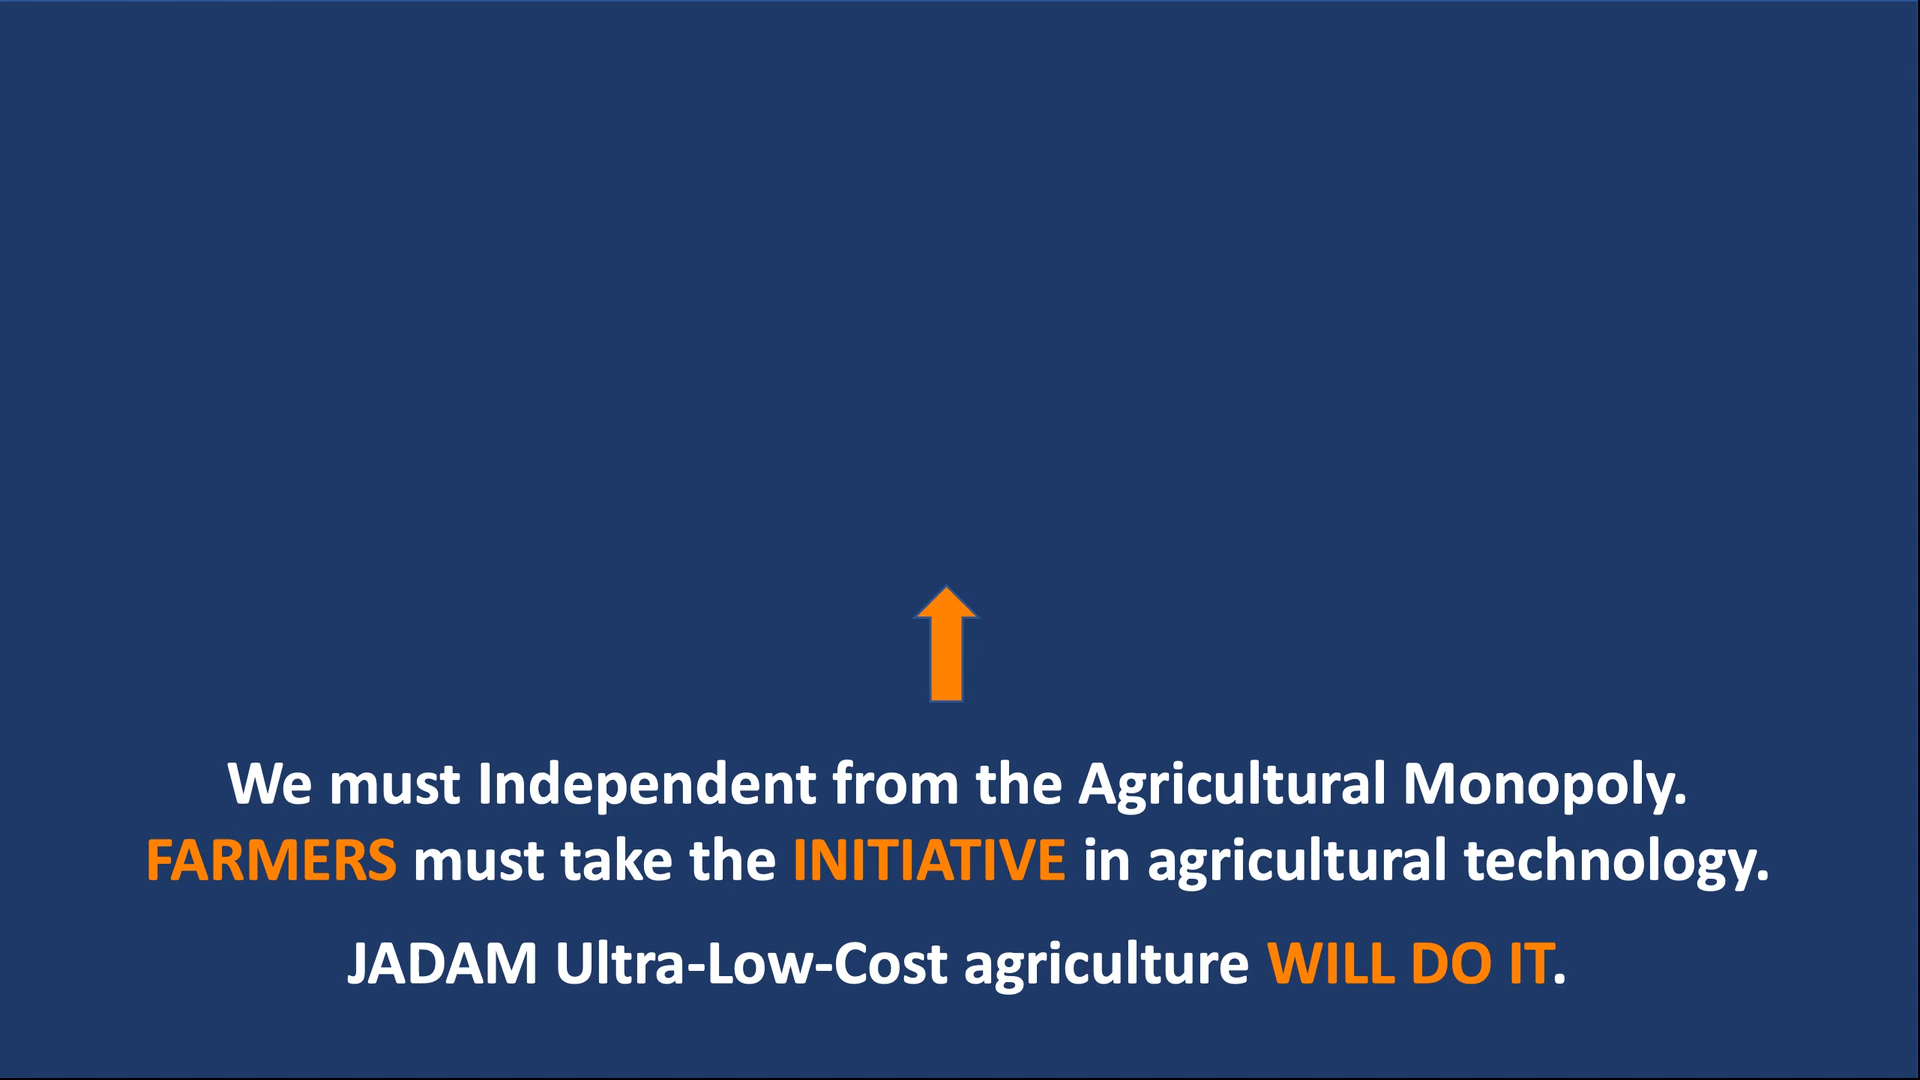 We must Independent from the Agricultural Monopoly.
FARMERS must take the INITIATIVE in agricultural technology.
JADAM Ultra-Low-Cost agriculture WILL DO IT.